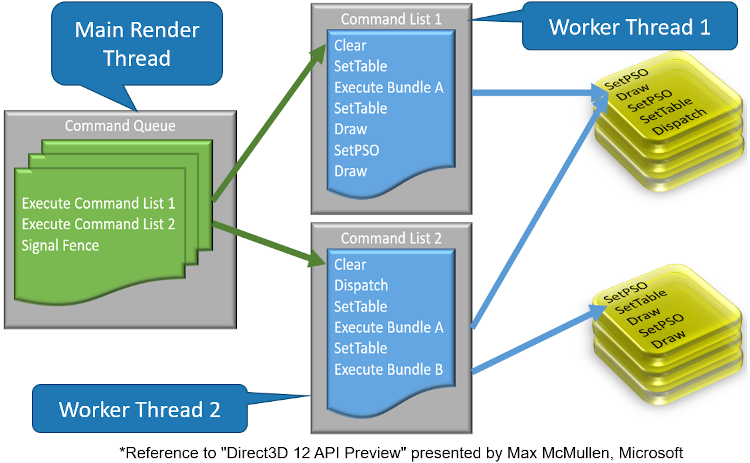 Main Render
Thread
Command Queue
Execute Command List 1
Execute Command List 2
Signal Fence
Command List 1
Clear
SetTable
Execute Bundle A
SetTable
Draw
SetPSO
Draw
Worker Thread 1
SetPSO
Draw
SetPSO
SetTable
Dispatch
Command List 2
Clear
Dispatch
SetTable
Execute Bundle A
SetTable
Execute Bundle B
Worker Thread 2
SetPSO
SetTable
Draw
SetPSO
Draw
*Reference to "Direct3D 12 API Preview" presented by Max McMullen, Microsoft